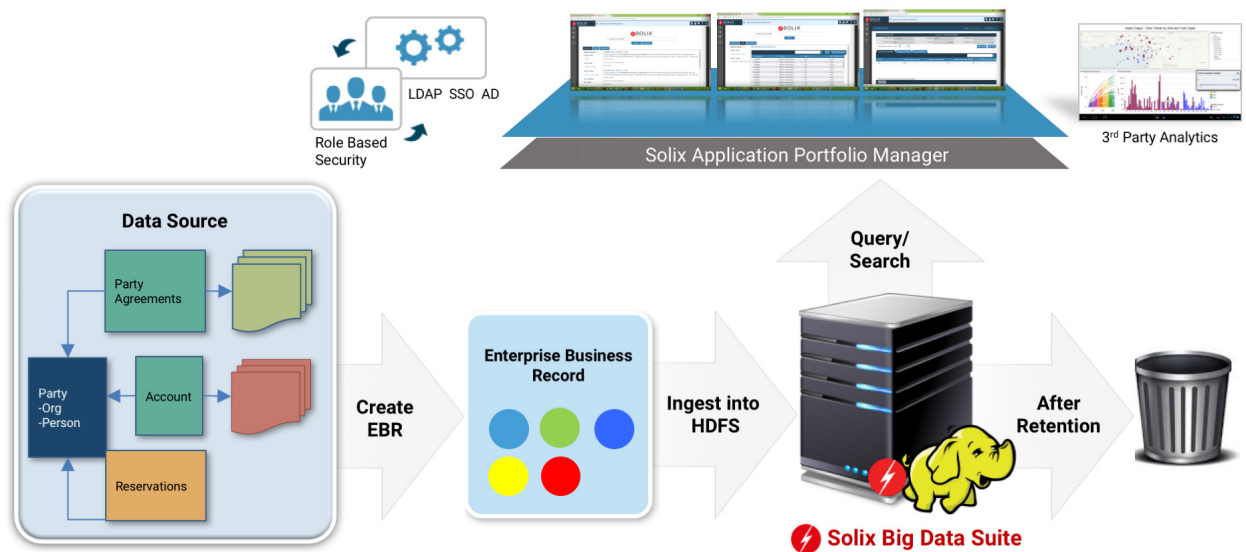 LDAP SSO AD
Role Based
Security
SOLIX
SOLIX
Solix Application Portfolio Manager
3rd Party Analytics
Data Source
Party
Agreements
Party
-Org
-Person
Account
Reservations
Create
EBR
Enterprise Business
Record
Ingest into
HDFS
Query/
Search
After
Retention
Solix Big Data Suite